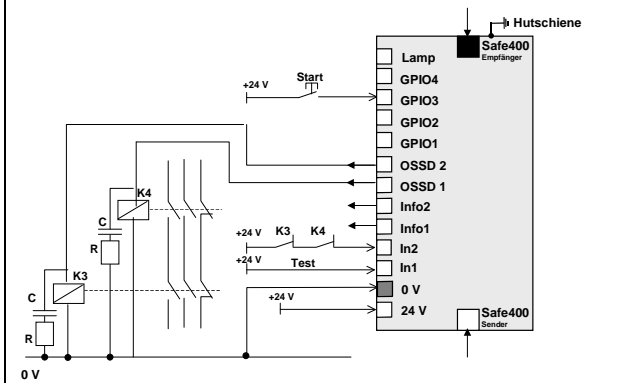 Hutschiene
Safe400
Empfänger
Lamp
GPIO4
Start
+24 V
GPIO3
GPIO2
GPIO1
OSSD 2
OSSD 1
K4
Info2
C
Info1
+24 V K3 K4
R
In2
+24 V Test
In1
K3
0 V
C
+24 V
24 V
Safe400
Sender
R
0 V